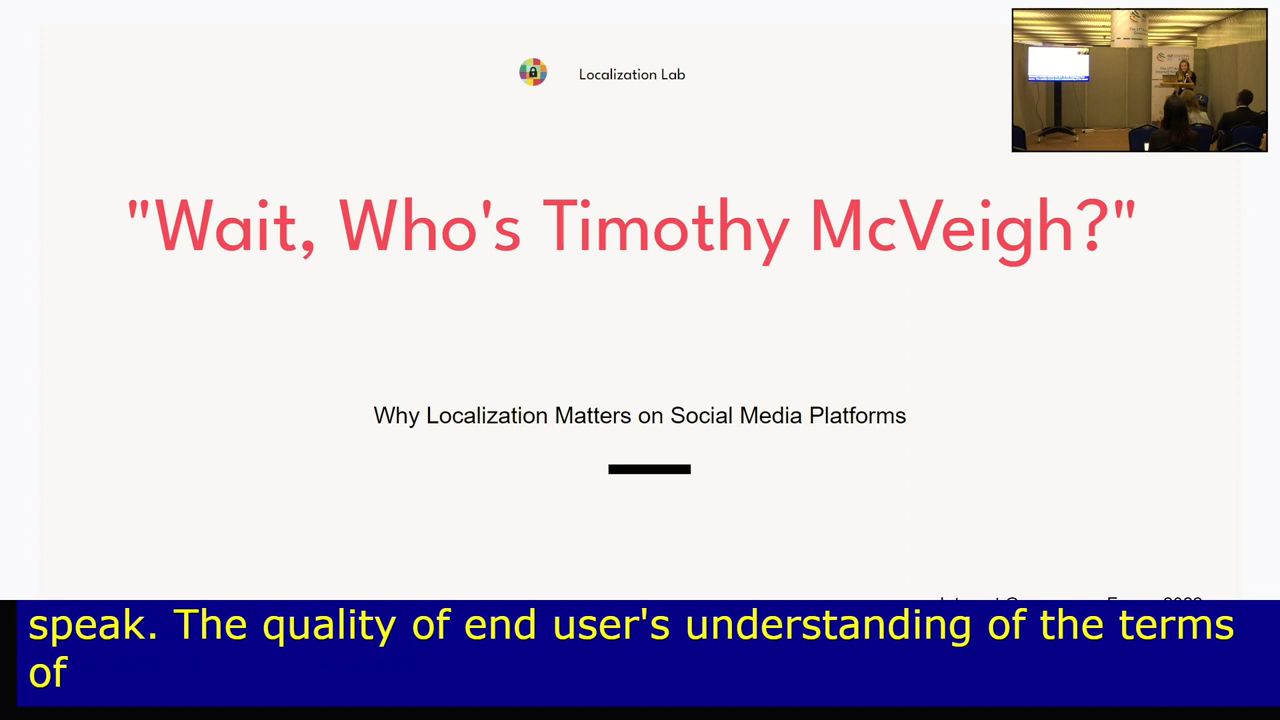 Localization Lab
"Wait, Who's Timothy McVeigh?"
Why Localization Matters on Social Media Platforms
speak. The quality of end user's understanding of the terms
of